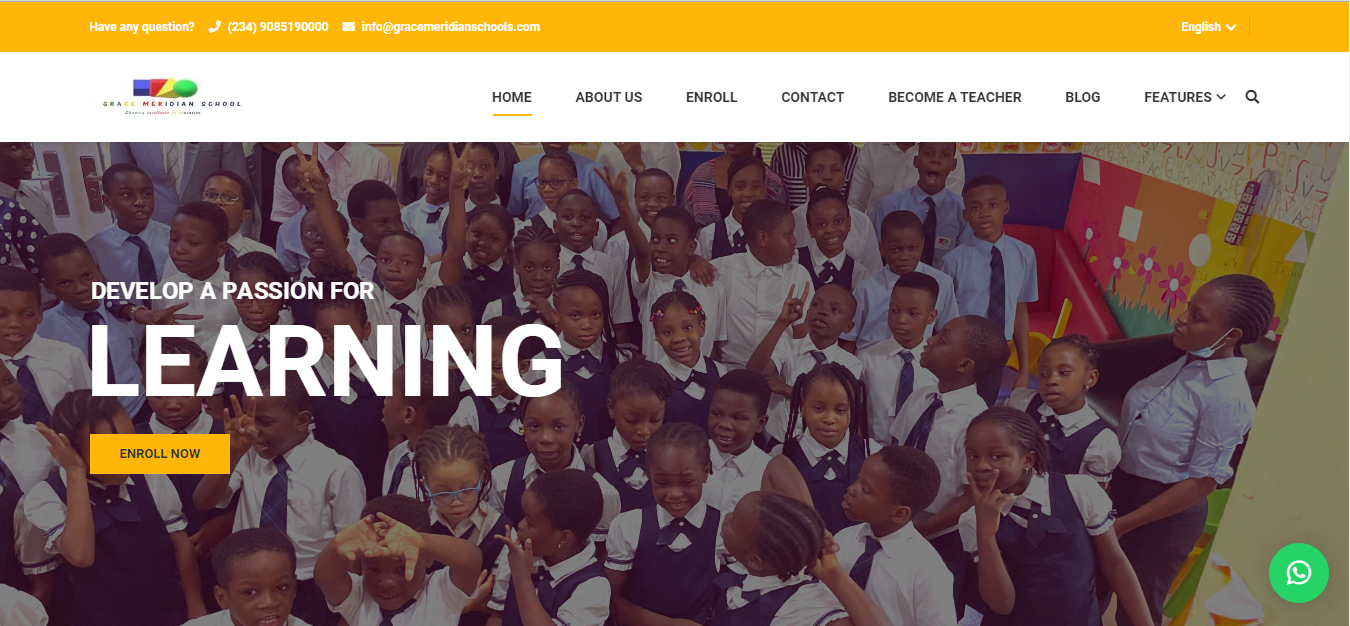 Have any question? (234) 9085190000 info@gracemeridianschools.com English
GRACE MERIDIAN SCHOOL
HOME ABOUT US ENROLL CONTACT BECOME A TEACHER BLOG FEATURES
DEVELOP A PASSION FOR
LEARNING
ENROLL NOW